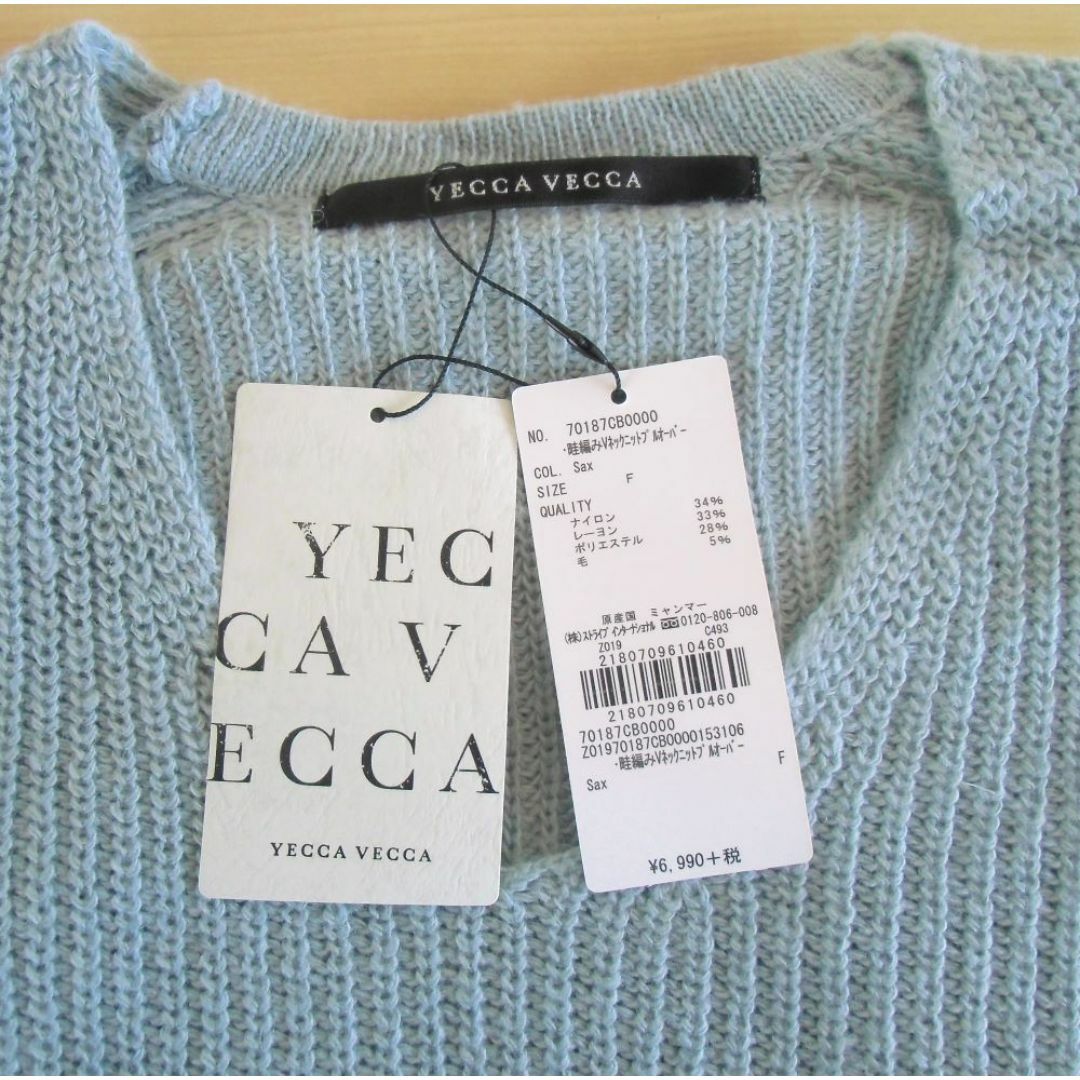 YECCA VECCA
YEC
CA V
ECCA
YECCA VECCA
NO. 70187CB0000
・畦編みVネックニットプルオーバー
COL. Sax
SIZE F
QUALITY
ナイロン 34%
レーヨン 33%
ポリエステル 28%
毛 5%
原産国 ミャンマー
(株)ストライプ インターナショナル 0120-806-008
Z019 C493
2180709610460
2180709610460
70187CB0000
Z01970187CB0000153106
・畦編みVネックニットプルオーバー
Sax F
¥6,990+税